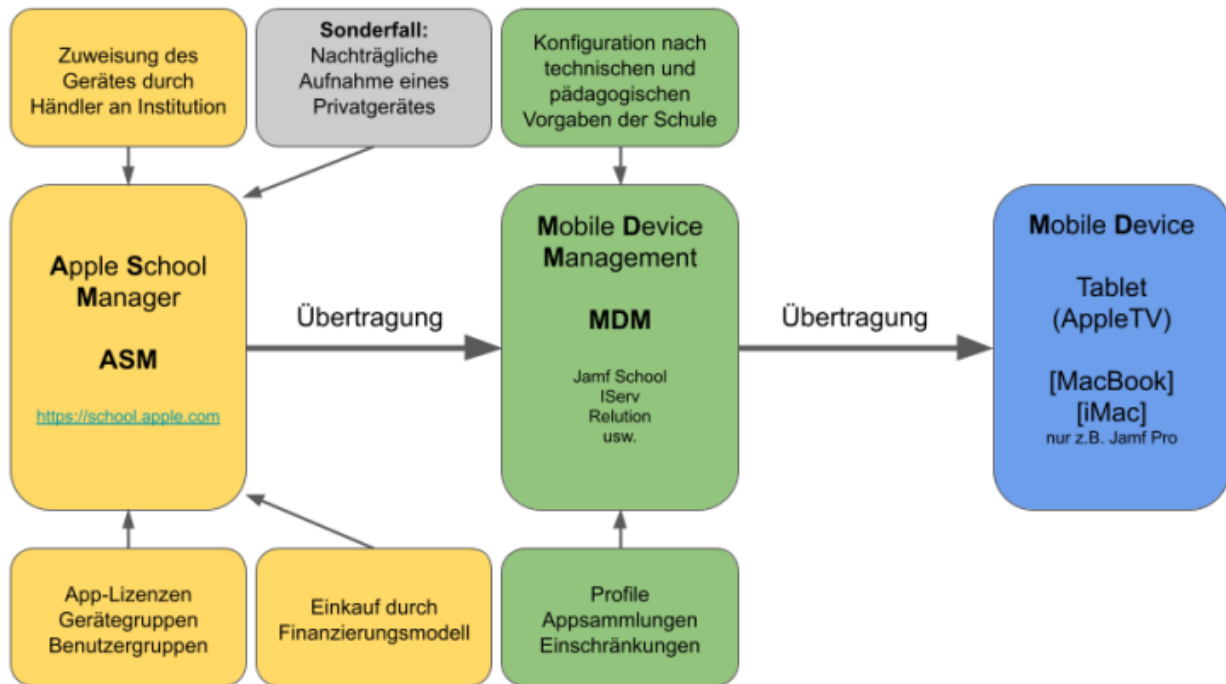 Zuweisung des
Gerätes durch
Händler an Institution
Sonderfall:
Nachträgliche
Aufnahme eines
Privatgerätes
Konfiguration nach
technischen und
pädagogischen
Vorgaben der Schule
Apple School
Manager
ASM
https://school.apple.com
Übertragung
Mobile Device
Management
MDM
Jamf School
IServ
Relution
usw.
Übertragung
Mobile Device
Tablet
(AppleTV)
[MacBook]
[iMac]
nur z.B. Jamf Pro
App-Lizenzen
Gerätegruppen
Benutzergruppen
Einkauf durch
Finanzierungsmodell
Profile
Appsammlungen
Einschränkungen